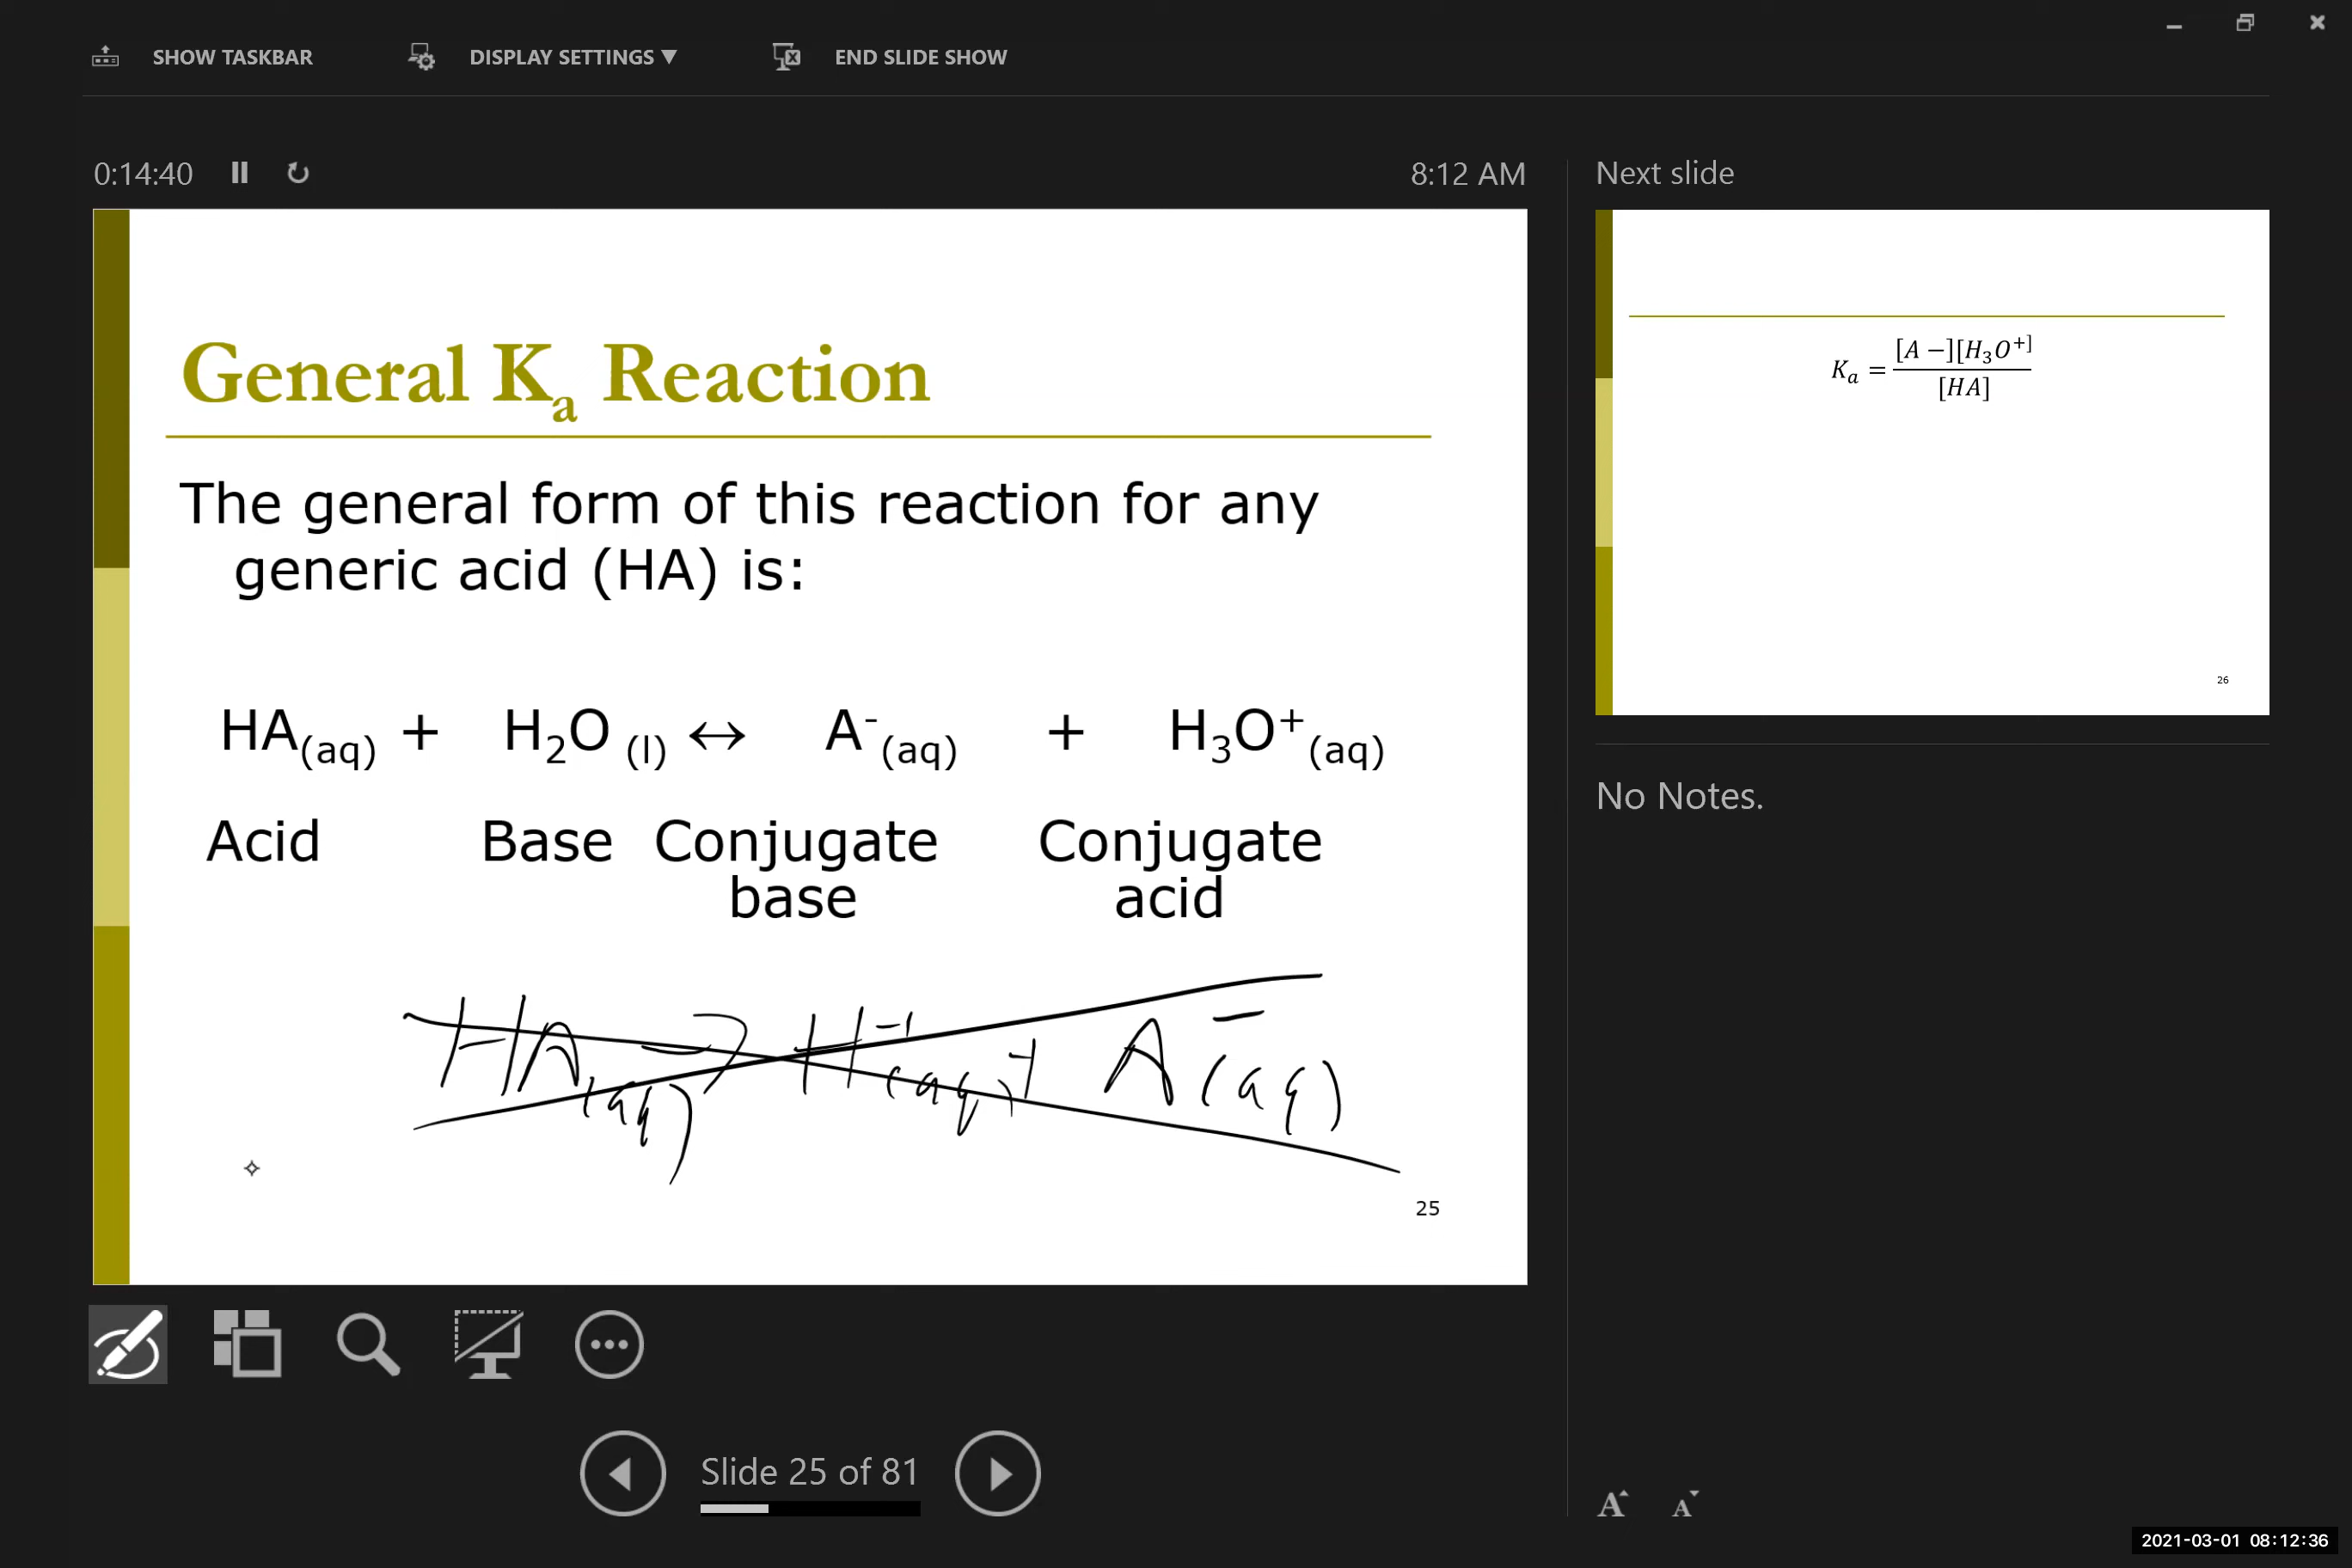 SHOW TASKBAR DISPLAY SETTINGS ▼ END SLIDE SHOW
0:14:40 8:12 AM
General Kₐ Reaction
The general form of this reaction for any
generic acid (HA) is:
HA(aq) + H₂O (l) ↔ A⁻(aq) + H₃O⁺(aq)
Acid Base Conjugate base Conjugate acid
HA(aq) → H⁺(aq) + A⁻(aq)
25
Next slide
Kₐ = [A −][H₃O⁺] / [HA]
26
No Notes.
Slide 25 of 81
A A
2021-03-01 08:12:36